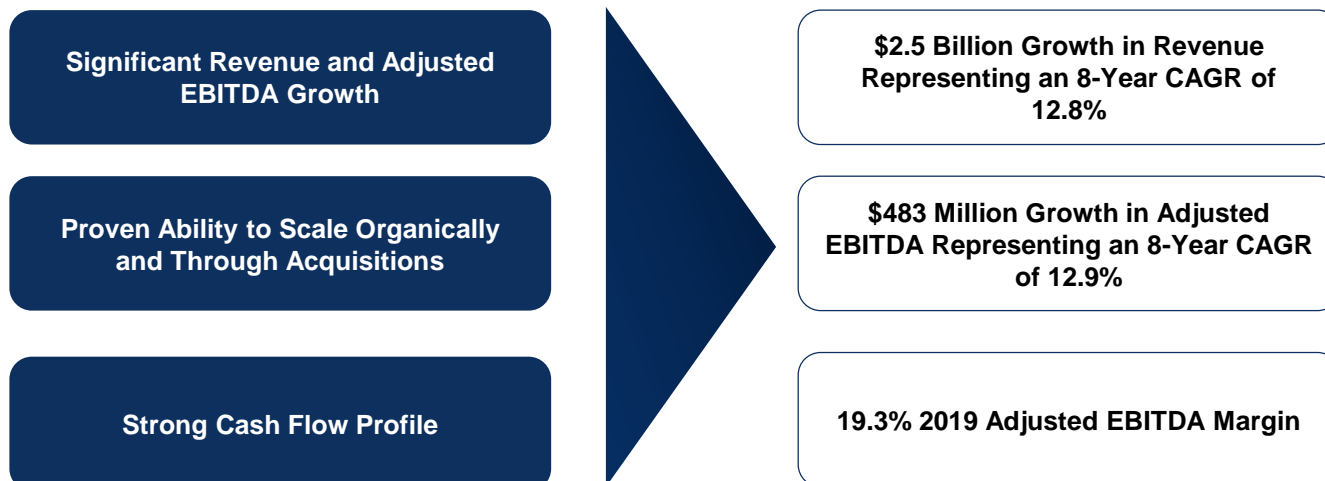 Significant Revenue and Adjusted
EBITDA Growth
$2.5 Billion Growth in Revenue
Representing an 8-Year CAGR of
12.8%
Proven Ability to Scale Organically
and Through Acquisitions
$483 Million Growth in Adjusted
EBITDA Representing an 8-Year CAGR
of 12.9%
Strong Cash Flow Profile
19.3% 2019 Adjusted EBITDA Margin